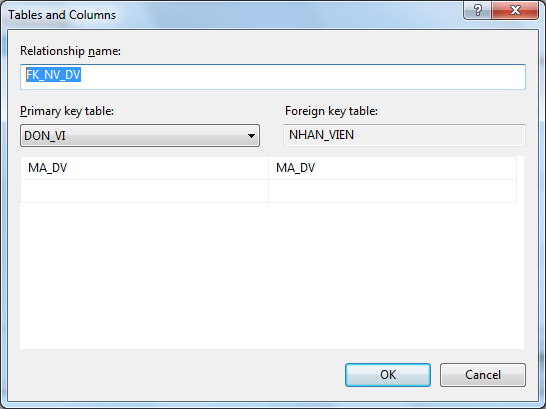 Tables and Columns
?
Relationship name:
FK_NV_DV
Primary key table:
Foreign key table:
DON_VI
NHAN_VIEN
MA_DV
MA_DV
OK
Cancel